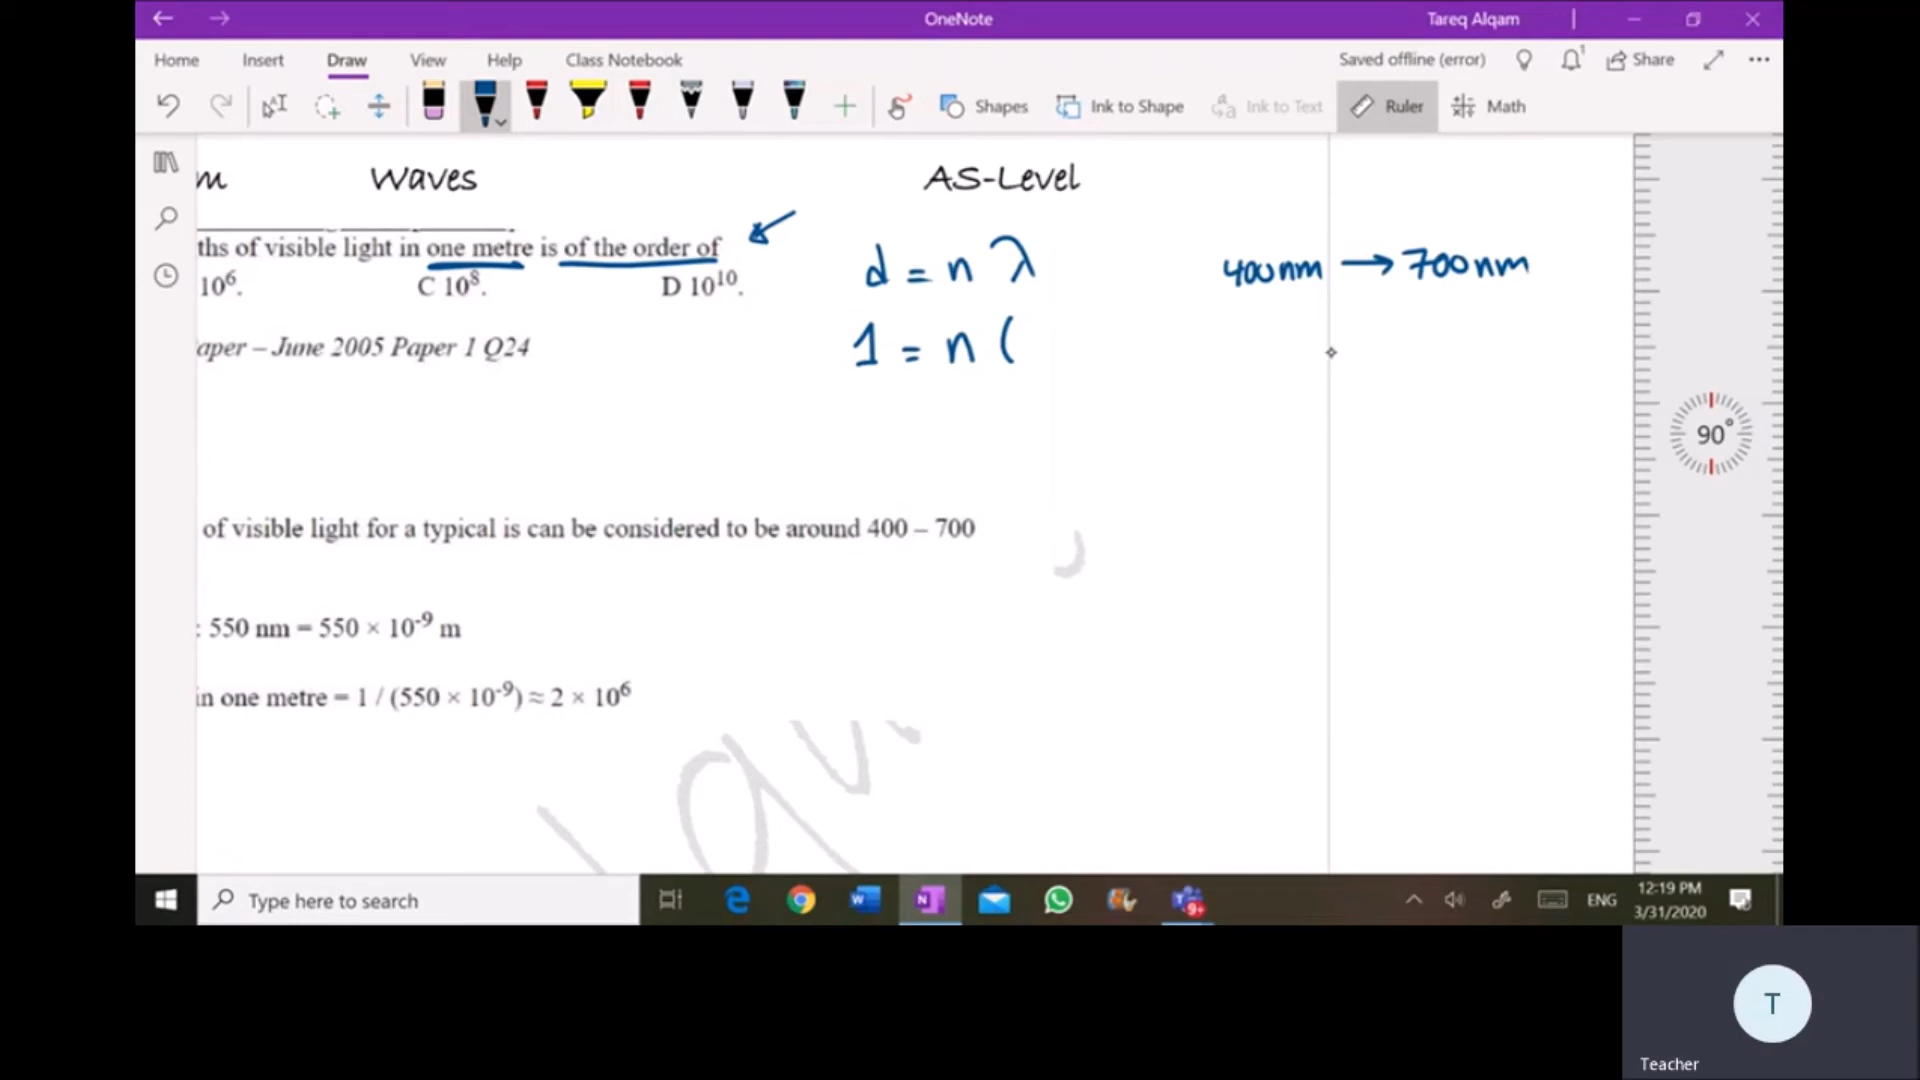 OneNote
Tareq Alqam
Home Insert Draw View Help Class Notebook
Saved offline (error) 1 Share
Shapes Ink to Shape Ink to Text Ruler Math
m Waves AS-Level
ths of visible light in one metre is of the order of
10⁶. C 10⁸. D 10¹⁰.
d = n λ
400nm → 700nm
aper – June 2005 Paper 1 Q24
1 = n (
90°
of visible light for a typical is can be considered to be around 400 – 700
: 550 nm = 550 × 10⁻⁹ m
in one metre = 1 / (550 × 10⁻⁹) ≈ 2 × 10⁶
Type here to search
9+
ENG
12:19 PM
3/31/2020
T
Teacher